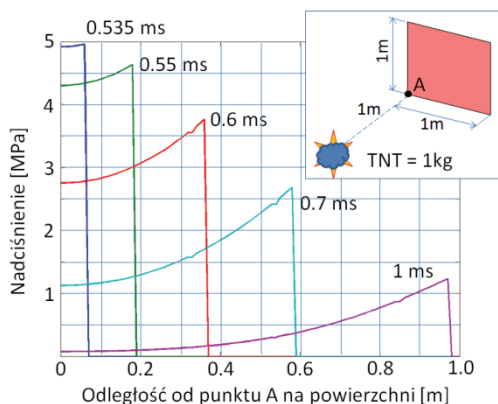 Nadciśnienie [MPa]
5
4
3
2
1
0.535 ms
0.55 ms
0.6 ms
0.7 ms
1 ms
1m
A
1m
1m
TNT = 1kg
0
0.2
0.4
0.6
0.8
1.0
Odległość od punktu A na powierzchni [m]